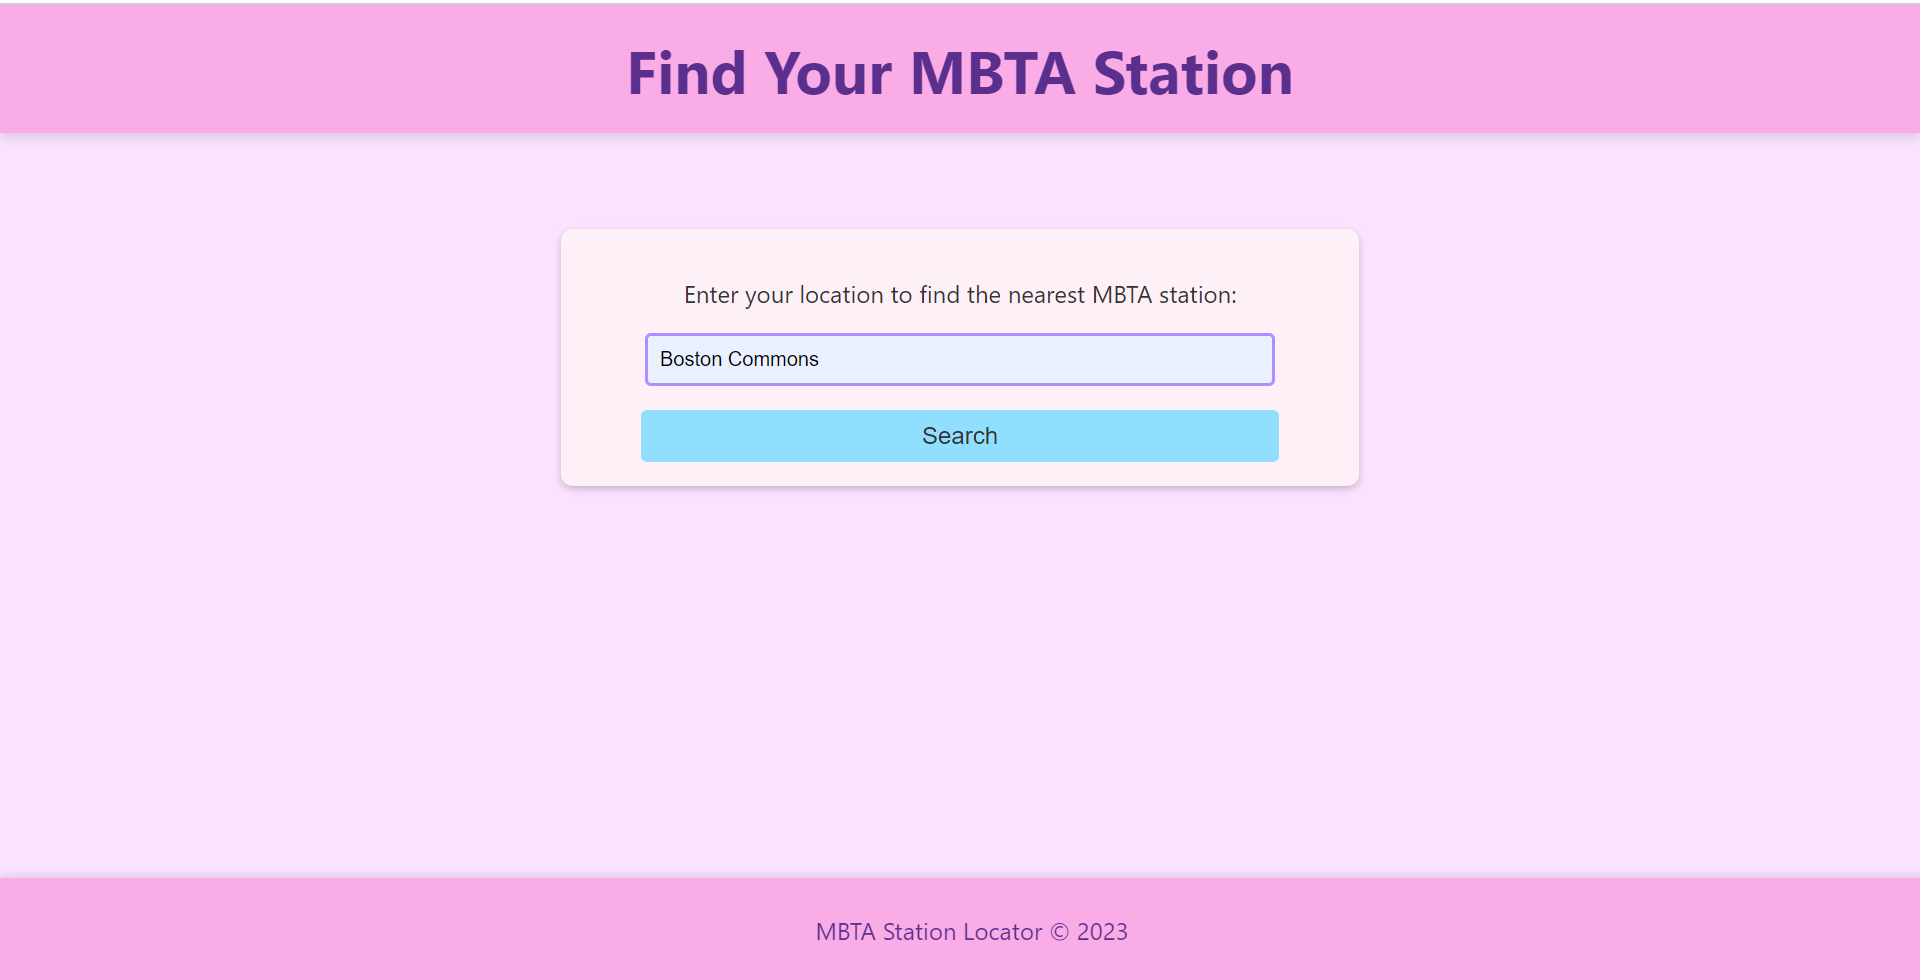 Find Your MBTA Station
Enter your location to find the nearest MBTA station:
Boston Commons
Search
MBTA Station Locator © 2023